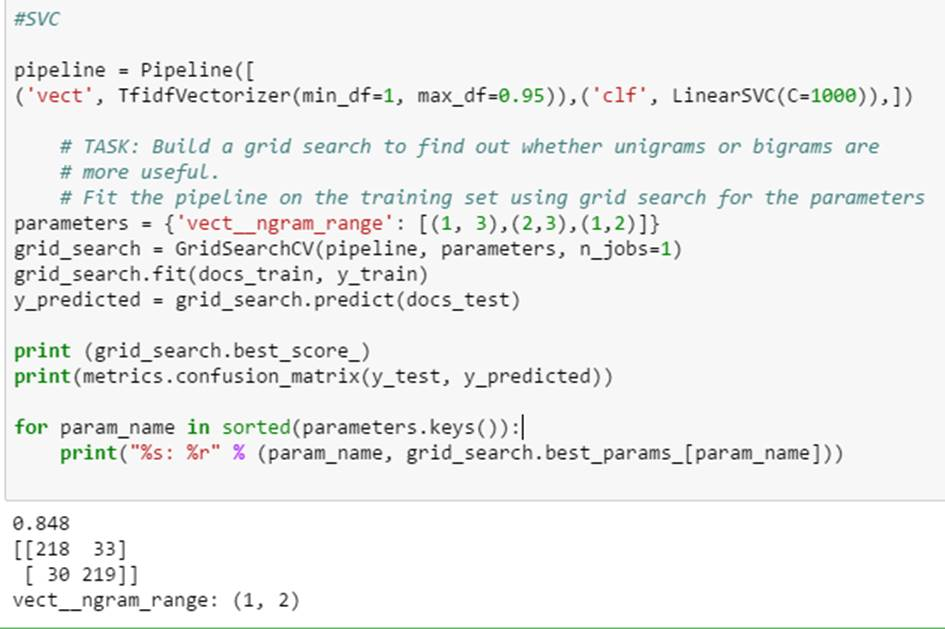 #SVC
pipeline = Pipeline([
('vect', TfidfVectorizer(min_df=1, max_df=0.95)),('clf', LinearSVC(C=1000)),])
# TASK: Build a grid search to find out whether unigrams or bigrams are
# more useful.
# Fit the pipeline on the training set using grid search for the parameters
parameters = {'vect__ngram_range': [(1, 3),(2,3),(1,2)]}
grid_search = GridSearchCV(pipeline, parameters, n_jobs=1)
grid_search.fit(docs_train, y_train)
y_predicted = grid_search.predict(docs_test)
print (grid_search.best_score_)
print(metrics.confusion_matrix(y_test, y_predicted))
for param_name in sorted(parameters.keys()):
    print("%s: %r" % (param_name, grid_search.best_params_[param_name]))
0.848
[[218  33]
 [ 30 219]]
vect__ngram_range: (1, 2)